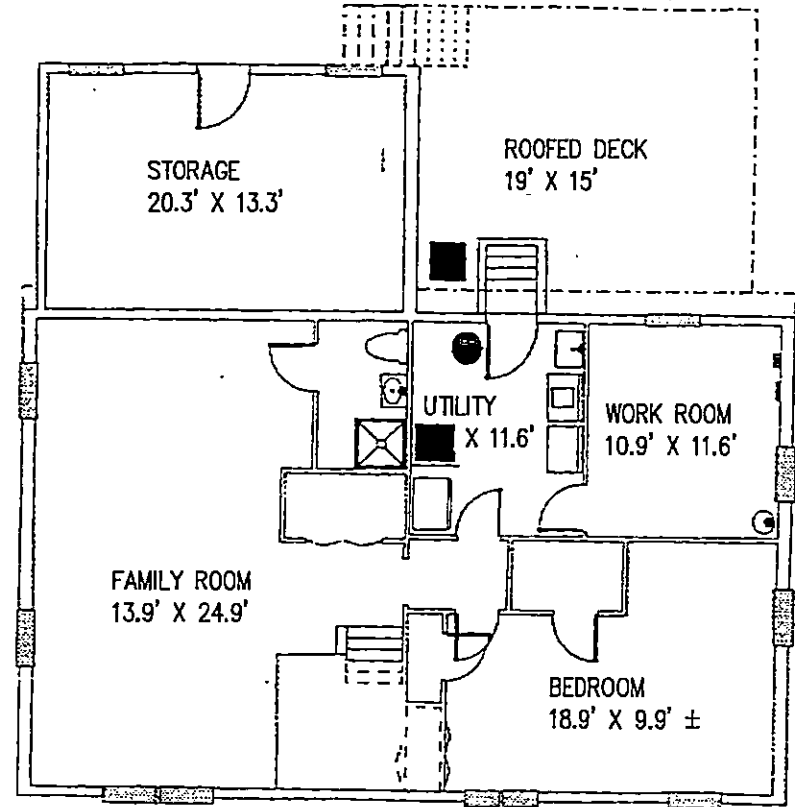 STORAGE
20.3' X 13.3'
ROOFED DECK
19' X 15'
UTILITY
X 11.6'
WORK ROOM
10.9' X 11.6'
FAMILY ROOM
13.9' X 24.9'
BEDROOM
18.9' X 9.9' ±